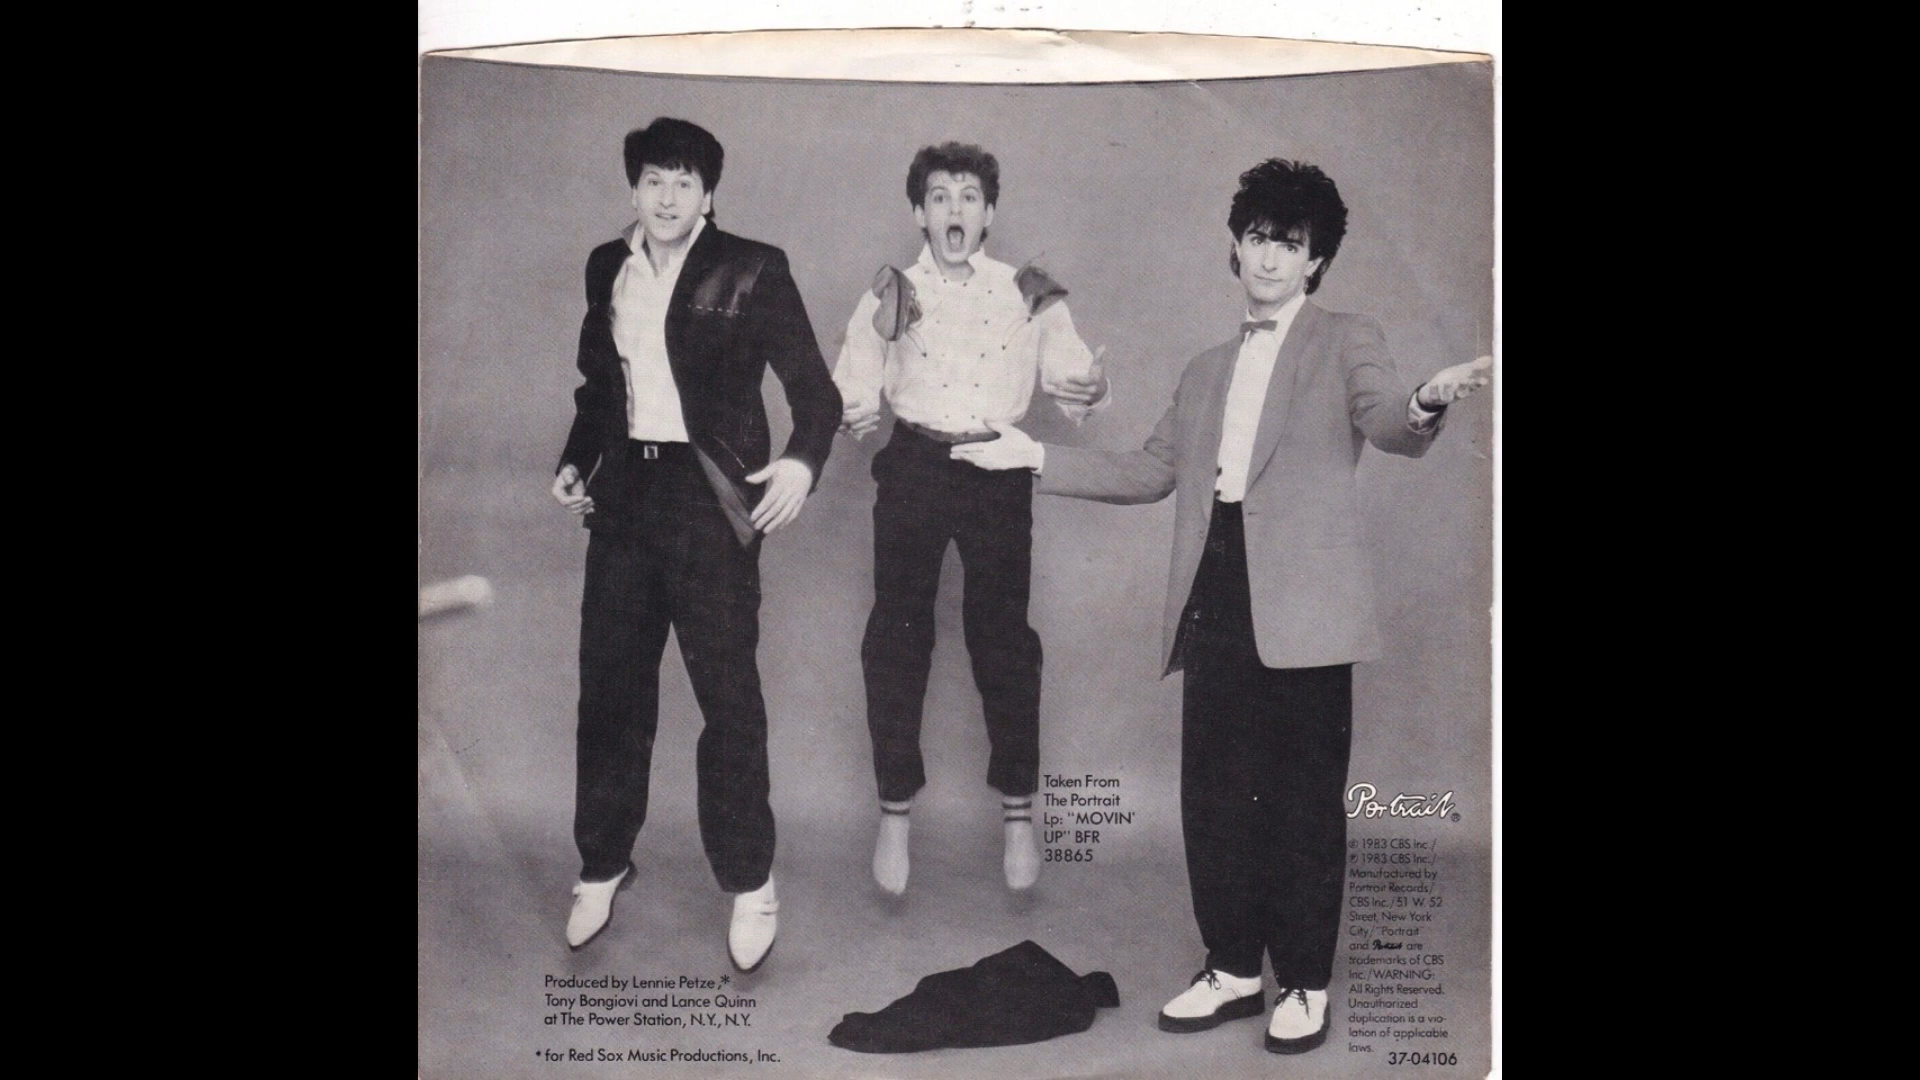 Taken From
The Portrait
Lp: "MOVIN'
UP" BFR
38865
Portrait®
© 1983 CBS Inc./
℗ 1983 CBS Inc./
Manufactured by
Portrait Records/
CBS Inc./51 W. 52
Street, New York
City/"Portrait"
and Portrait are
trademarks of CBS
Inc./WARNING:
All Rights Reserved.
Unauthorized
duplication is a vio-
lation of applicable
laws.
37-04106
Produced by Lennie Petze,*
Tony Bongiovi and Lance Quinn
at The Power Station, N.Y., N.Y.
*for Red Sox Music Productions, Inc.